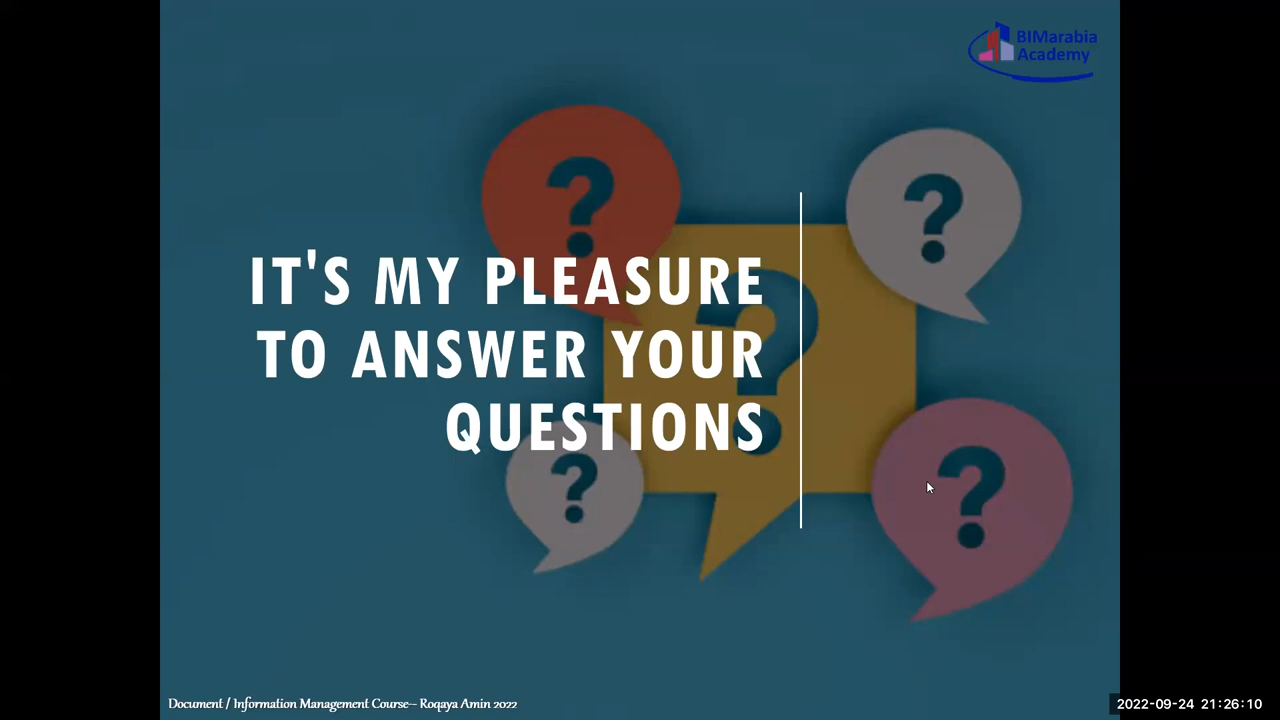 BIMarabia
Academy
?
?
IT'S MY PLEASURE
TO ANSWER YOUR
QUESTIONS
?
?
?
Document / Information Management Course-- Roqaya Amin 2022
2022-09-24 21:26:10